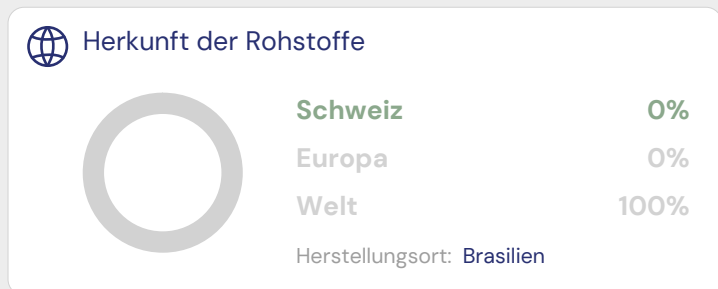 Herkunft der Rohstoffe
Schweiz 0%
Europa 0%
Welt 100%
Herstellungsort: Brasilien